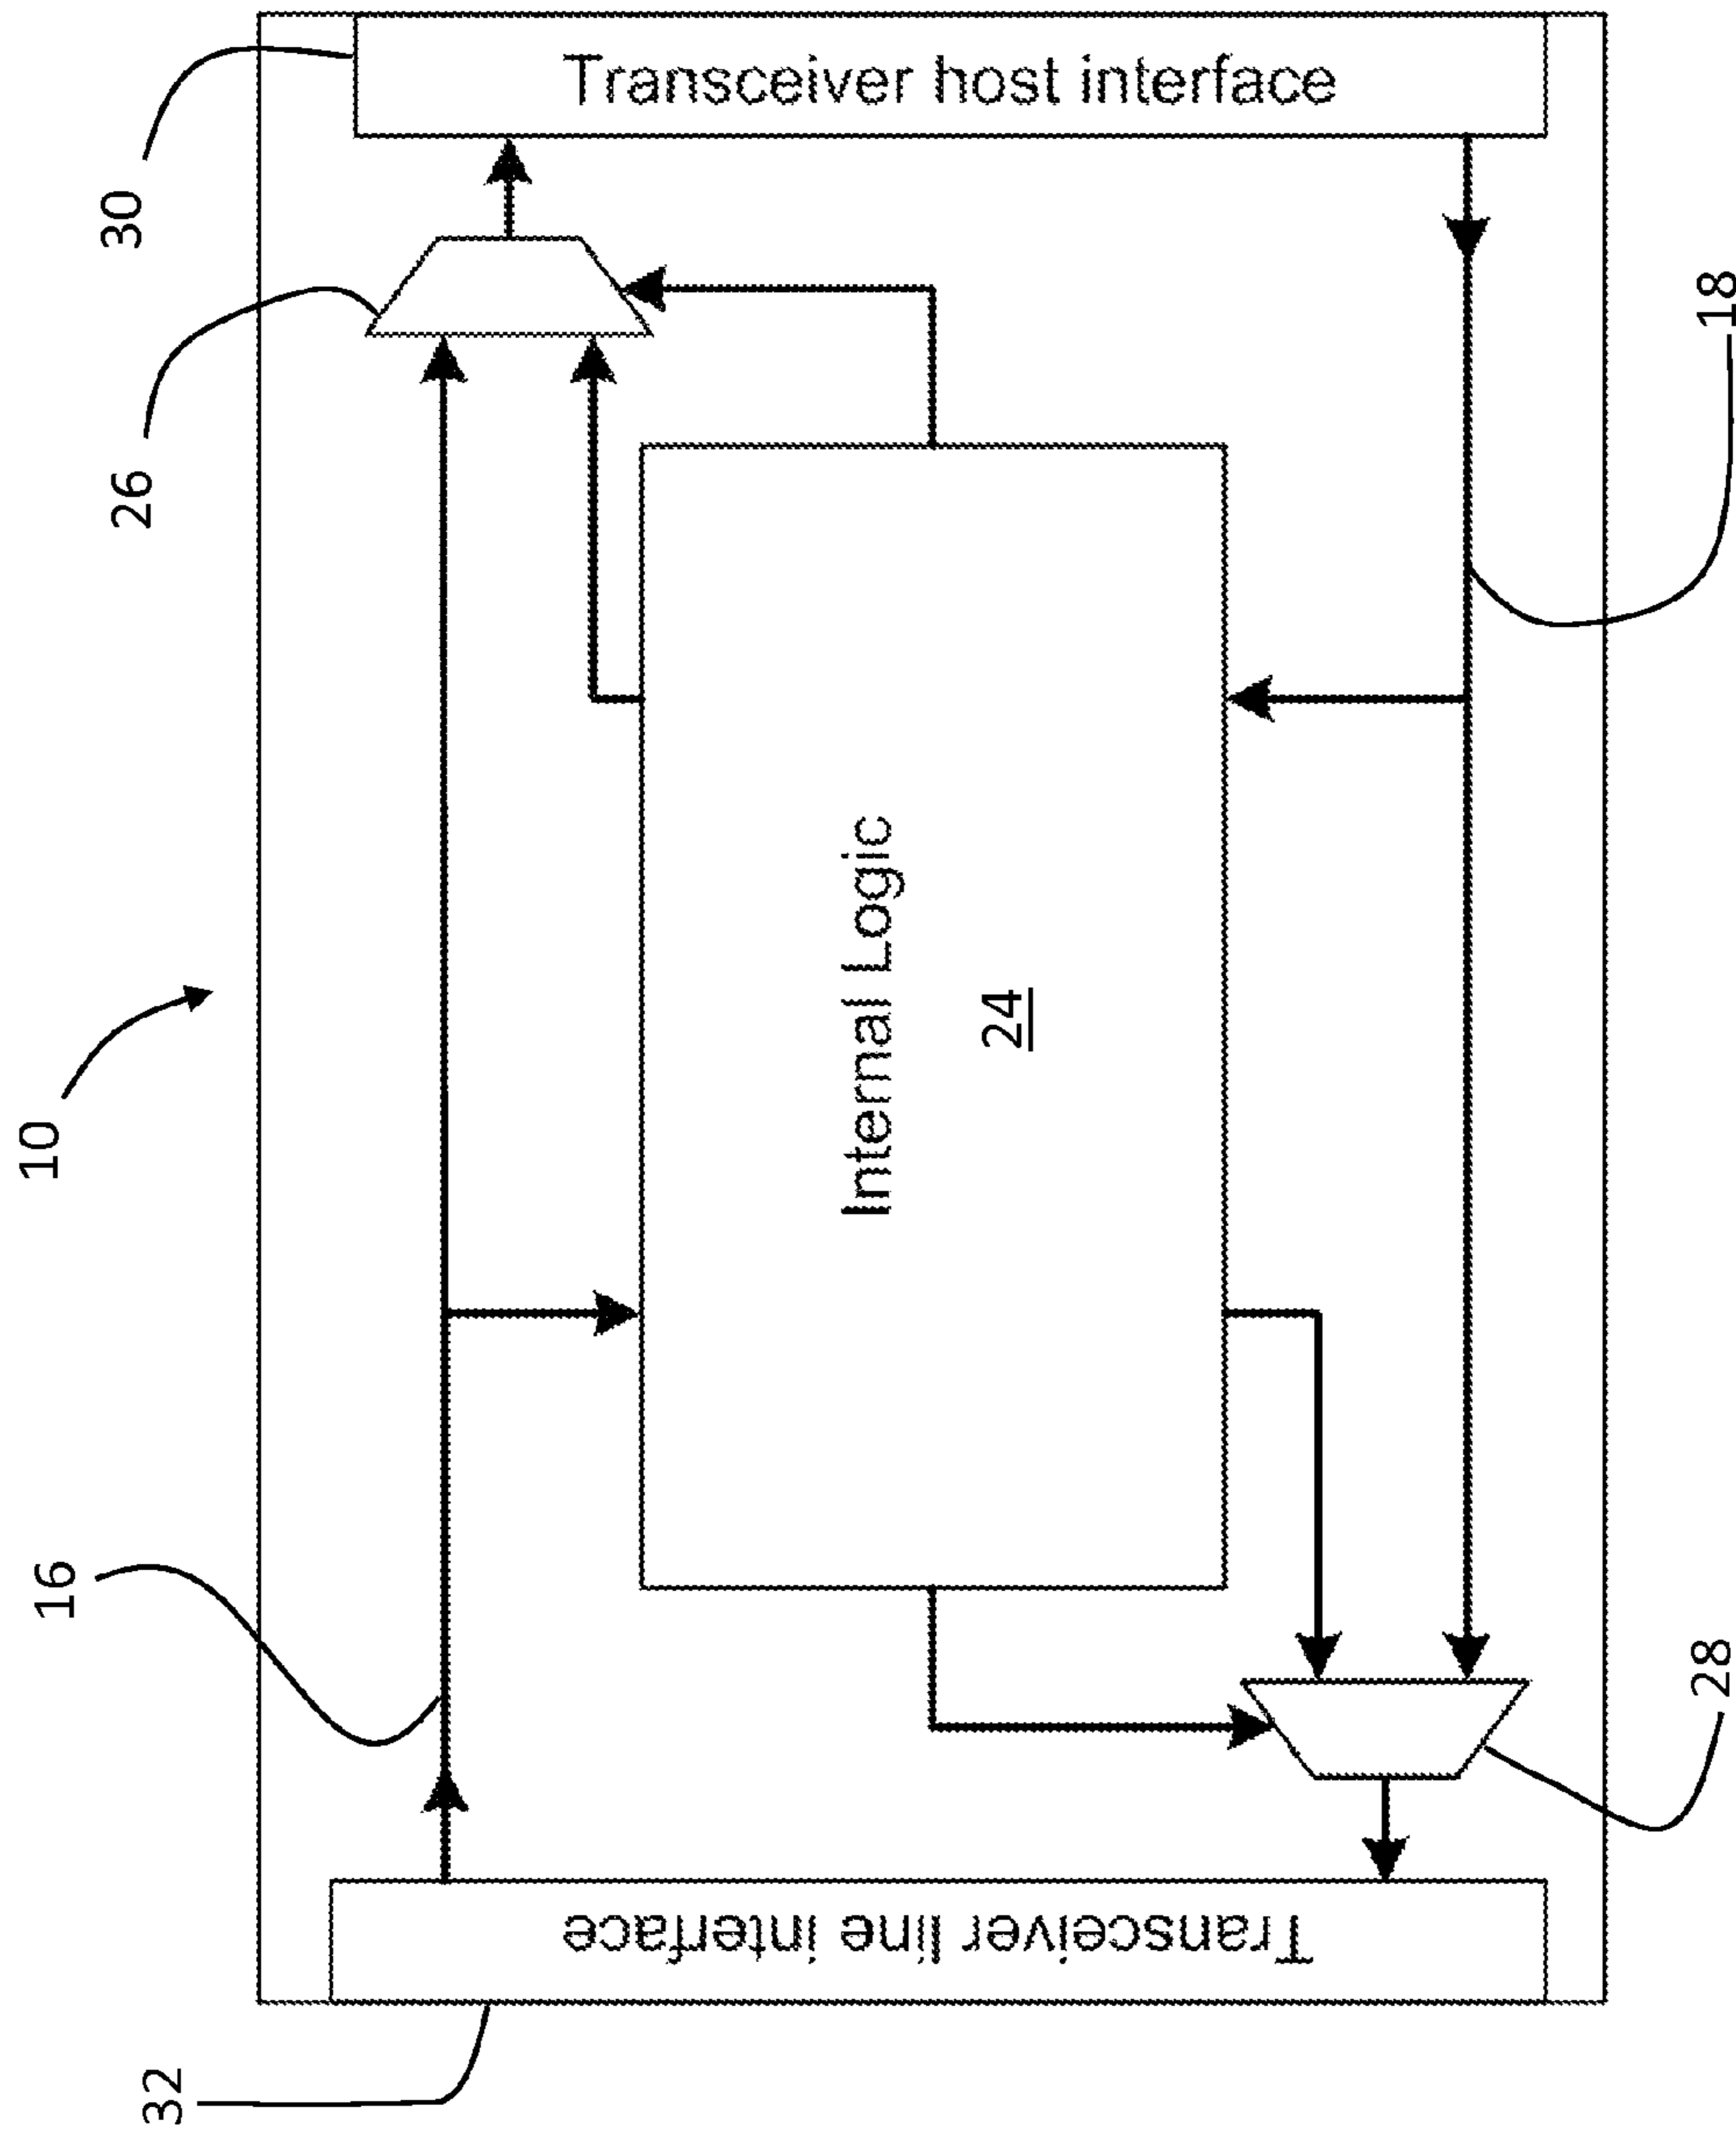 10
16
18
Transceiver line interface
32
Internal Logic
24
Transceiver host interface
30
26
28